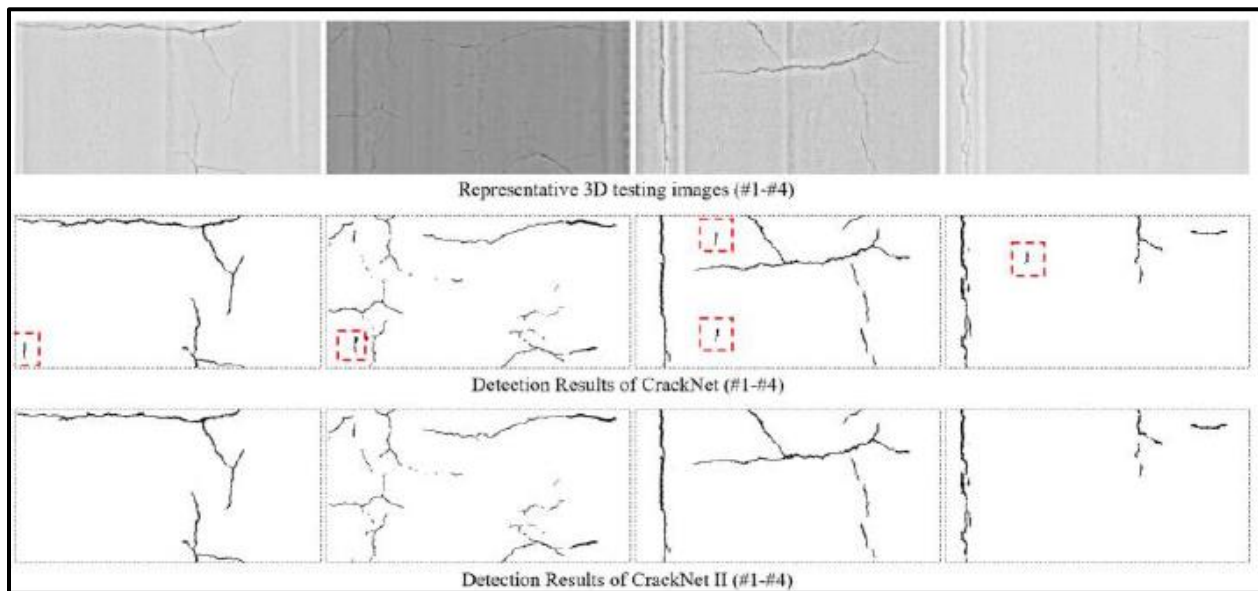 Representative 3D testing images (#1-#4)
Detection Results of CrackNet (#1-#4)
Detection Results of CrackNet II (#1-#4)